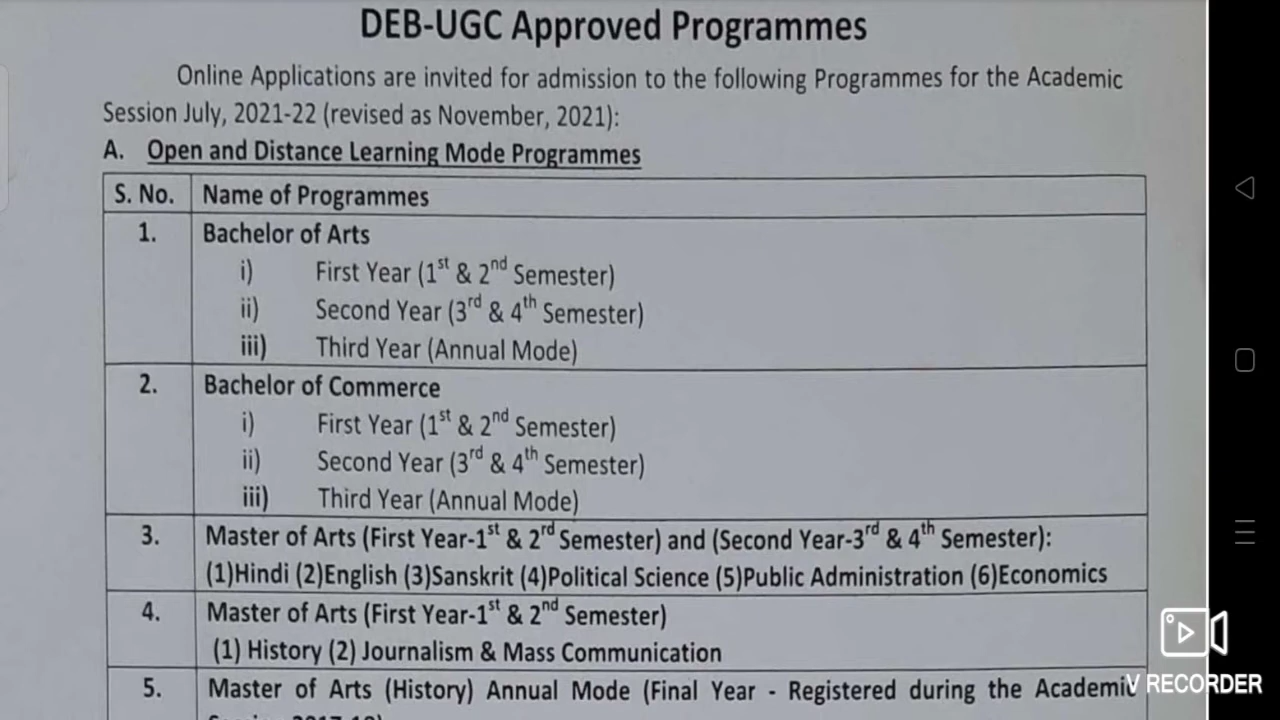 DEB-UGC Approved Programmes
Online Applications are invited for admission to the following Programmes for the Academic
Session July, 2021-22 (revised as November, 2021):
A. Open and Distance Learning Mode Programmes
S. No. Name of Programmes
1. Bachelor of Arts
i) First Year (1st & 2nd Semester)
ii) Second Year (3rd & 4th Semester)
iii) Third Year (Annual Mode)
2. Bachelor of Commerce
i) First Year (1st & 2nd Semester)
ii) Second Year (3rd & 4th Semester)
iii) Third Year (Annual Mode)
3. Master of Arts (First Year-1st & 2rd Semester) and (Second Year-3rd & 4th Semester):
(1)Hindi (2)English (3)Sanskrit (4)Political Science (5)Public Administration (6)Economics
4. Master of Arts (First Year-1st & 2nd Semester)
(1) History (2) Journalism & Mass Communication
5. Master of Arts (History) Annual Mode (Final Year - Registered during the Academic
V RECORDER